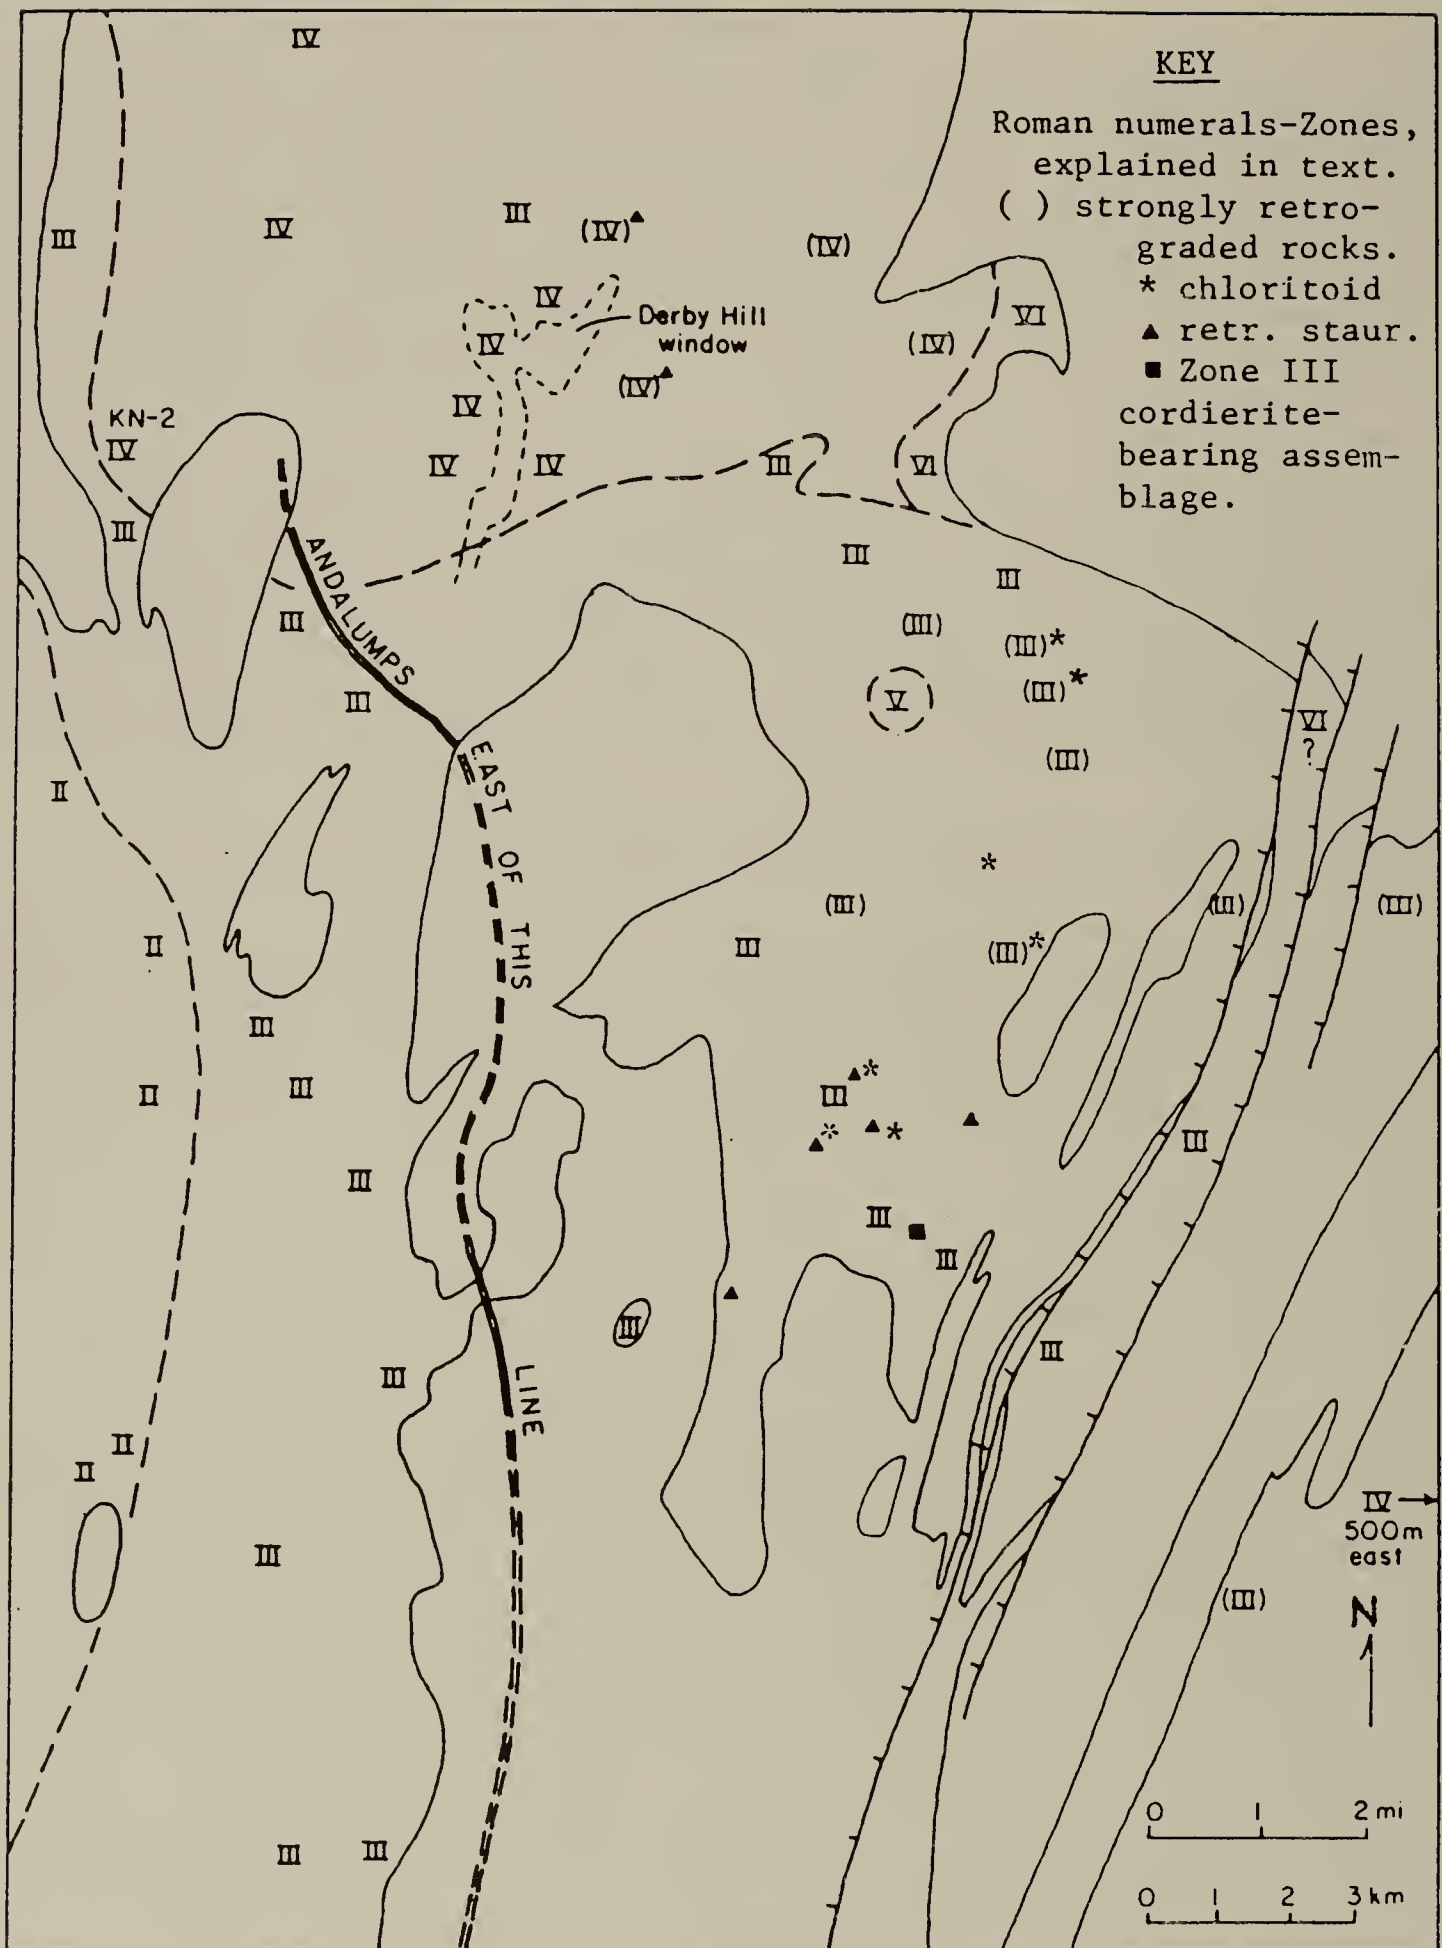 KEY
Roman numerals-Zones,
explained in text.
( ) strongly retro-
graded rocks.
* chloritoid
▲ retr. staur.
■ Zone III
cordierite-
bearing assem-
blage.
IV
III
IV
III
(IV)▲
(IV)
IV
IV
Derby Hill
window
(IV)
VI
(IV)▲
IV
KN-2
IV
IV
IV
III
VI
III
III
III
ANDALUMPS
III
(III)
(III)*
III
V
(III)*
VI
?
(III)
II
EAST OF THIS
*
(III)
(III)
(III)
II
III
(III)*
III
II
III
III
▲*
▲*
▲*
▲
III
III
III
■
III
▲
III
III
III
LINE
II
II
IV →
500m
east
III
(III)
N
0 1 2 mi
III
III
0 1 2 3 km